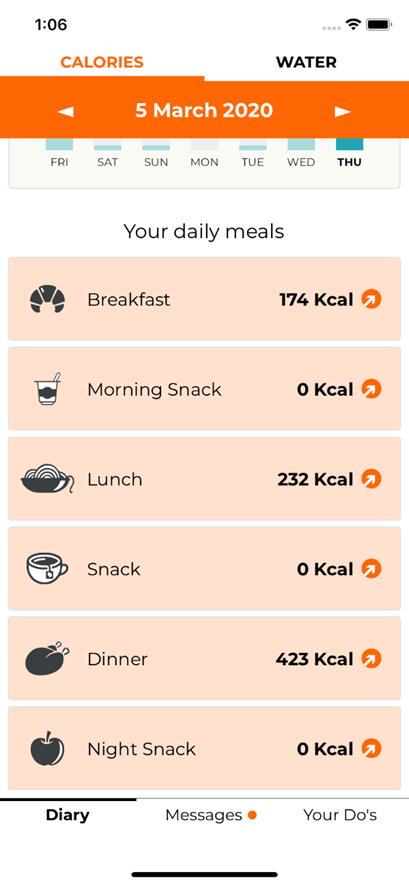 1:06
CALORIES WATER
◄ 5 March 2020 ►
FRI SAT SUN MON TUE WED THU
Your daily meals
Breakfast 174 Kcal
Morning Snack 0 Kcal
Lunch 232 Kcal
Snack 0 Kcal
Dinner 423 Kcal
Night Snack 0 Kcal
Diary Messages Your Do's